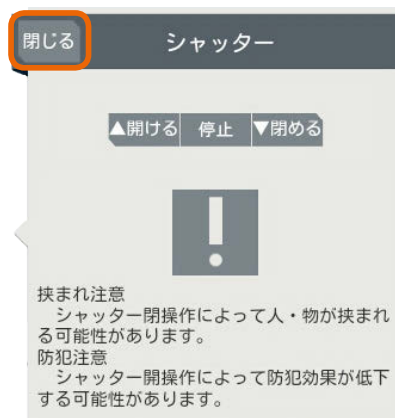 閉じる シャッター
▲開ける 停止 ▼閉める
挟まれ注意
　シャッター閉操作によって人・物が挟まれ
る可能性があります。
防犯注意
　シャッター開操作によって防犯効果が低下
する可能性があります。